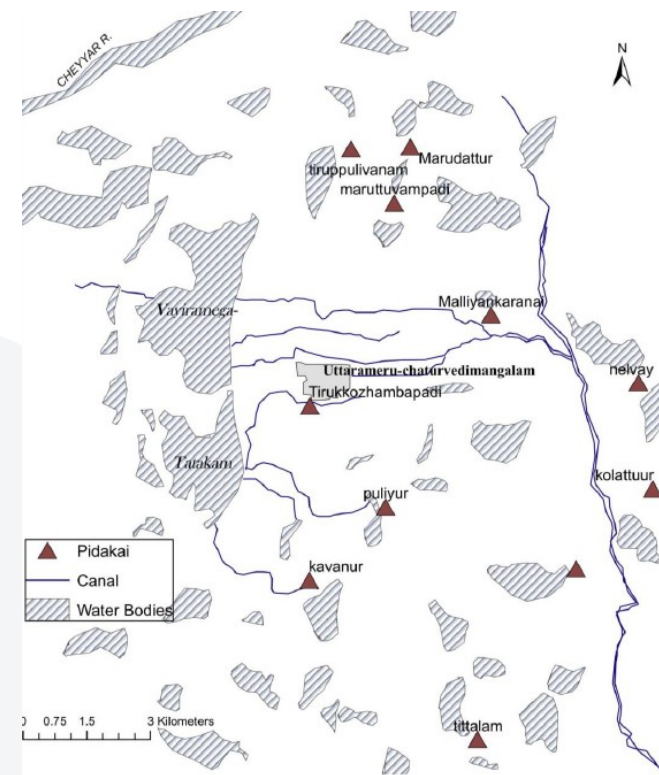 CHEYYAR R.
N
Marudattur
tiruppulivanam
maruttuvampadi
Vayiramega-
Malliyankaranai
Uttarameru-chaturvedimangalam
nelvay
Tirukkozhambapadi
Tatakam
kolattuur
puliyur
Pidakai
kavanur
Canal
Water Bodies
0 0.75 1.5 3 Kilometers
tittalam